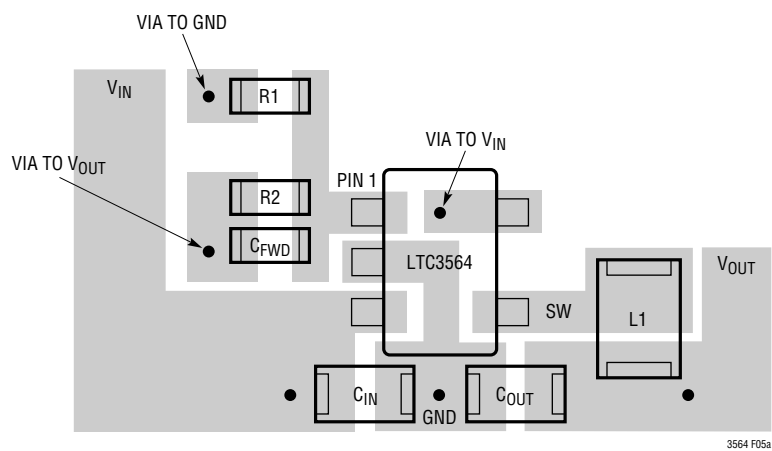 VIA TO GND
VIN
R1
VIA TO VIN
VIA TO VOUT
PIN 1
R2
CFWD
LTC3564
VOUT
SW
L1
CIN
GND
COUT
3564 F05a